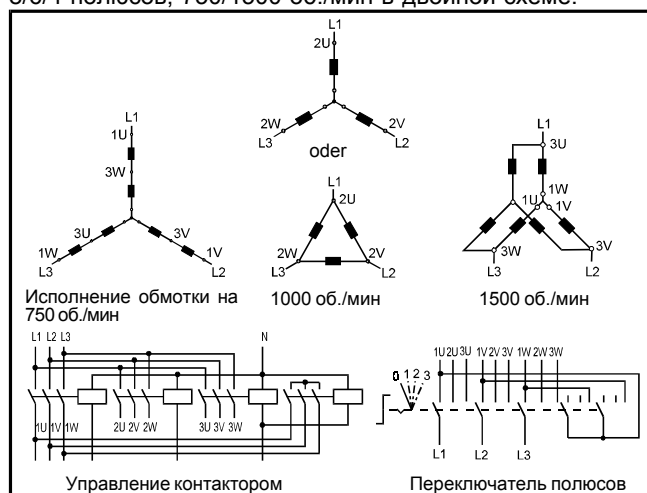 8/6/4 полюсов, 750/1500 об./мин в двойной схеме.
L1
2U
2W
2V
L3
L2
oder
L1
1U
3W
3U
3V
1W
1V
L3
L2
Исполнение обмотки на
750 об./мин
L1
2U
2W
2V
L3
L2
1000 об./мин
L1
3U
1W
1U
1V
3W
3V
L3
L2
1500 об./мин
L1 L2 L3
N
1U 1V 1W
2U 2V 2W
3U 3V 3W
Управление контактором
1U 2U 3U 1V 2V 3V 1W 2W 3W
0 1 2 3
L1
L2
L3
Переключатель полюсов